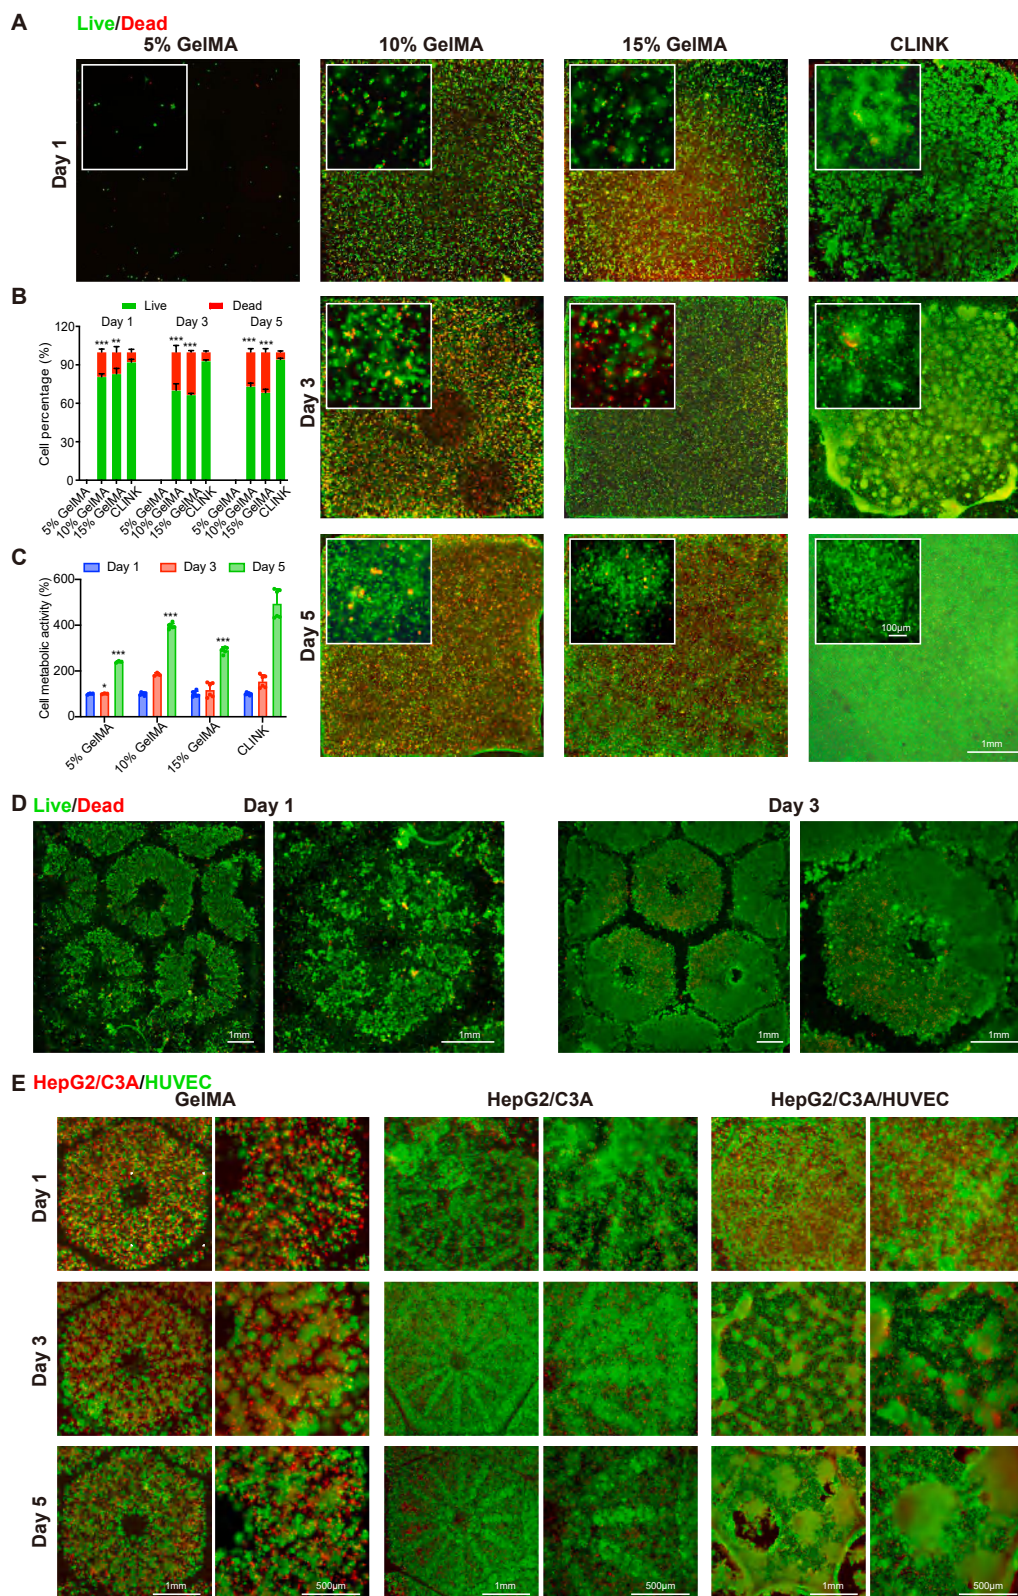 A
Live/Dead
5% GelMA
10% GelMA
15% GelMA
CLINK
Day 1
B
Live
Dead
Day 1
Day 3
Day 5
Cell percentage (%)
120
90
60
30
0
*** **
*** ***
*** ***
5% GelMA
10% GelMA
15% GelMA
CLINK
5% GelMA
10% GelMA
15% GelMA
CLINK
5% GelMA
10% GelMA
15% GelMA
CLINK
Day 3
C
Day 1
Day 3
Day 5
Cell metabolic activity (%)
600
400
200
0
*
***
***
***
5% GelMA
10% GelMA
15% GelMA
CLINK
Day 5
100μm
1mm
D
Live/Dead
Day 1
Day 3
1mm
1mm
1mm
1mm
E
HepG2/C3A/HUVEC
GelMA
HepG2/C3A
HepG2/C3A/HUVEC
Day 1
Day 3
Day 5
1mm
500μm
1mm
500μm
1mm
500μm